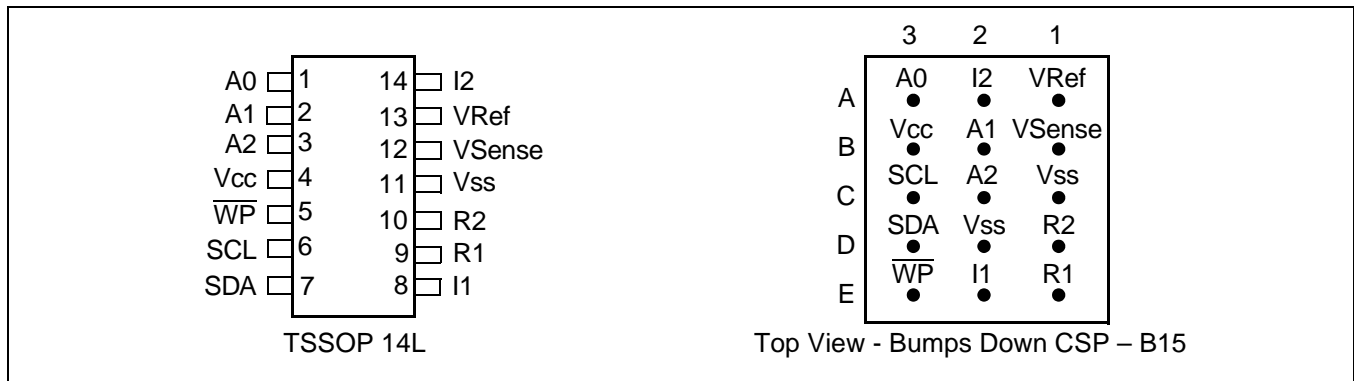 A0 1 14 I2
A1 2 13 VRef
A2 3 12 VSense
Vcc 4 11 Vss
WP 5 10 R2
SCL 6 9 R1
SDA 7 8 I1
TSSOP 14L
3 2 1
A A0 I2 VRef
B Vcc A1 VSense
C SCL A2 Vss
D SDA Vss R2
E WP I1 R1
Top View - Bumps Down CSP – B15